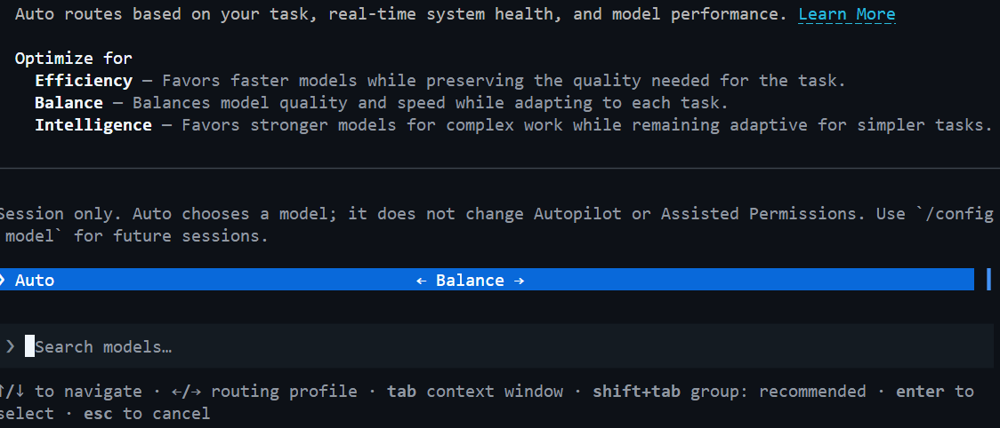 Auto routes based on your task, real-time system health, and model performance. Learn More
Optimize for
Efficiency — Favors faster models while preserving the quality needed for the task.
Balance — Balances model quality and speed while adapting to each task.
Intelligence — Favors stronger models for complex work while remaining adaptive for simpler tasks.
Session only. Auto chooses a model; it does not change Autopilot or Assisted Permissions. Use `/config
model` for future sessions.
❯ Auto ← Balance →
❯ Search models…
↑/↓ to navigate · ←/→ routing profile · tab context window · shift+tab group: recommended · enter to
select · esc to cancel